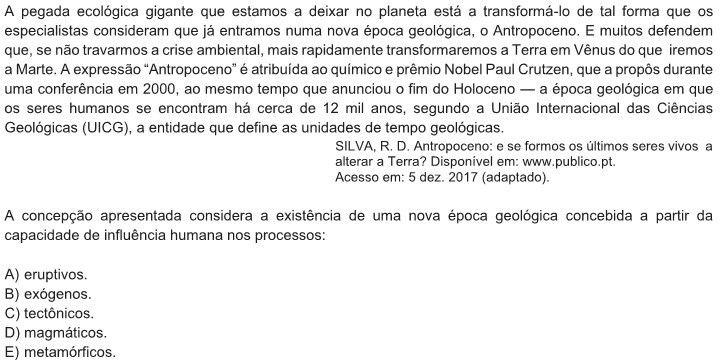 A pegada ecológica gigante que estamos a deixar no planeta está a transformá-lo de tal forma que os
especialistas consideram que já entramos numa nova época geológica, o Antropoceno. E muitos defendem
que, se não travarmos a crise ambiental, mais rapidamente transformaremos a Terra em Vênus do que iremos
a Marte. A expressão “Antropoceno” é atribuída ao químico e prêmio Nobel Paul Crutzen, que a propôs durante
uma conferência em 2000, ao mesmo tempo que anunciou o fim do Holoceno — a época geológica em que
os seres humanos se encontram há cerca de 12 mil anos, segundo a União Internacional das Ciências
Geológicas (UICG), a entidade que define as unidades de tempo geológicas.
SILVA, R. D. Antropoceno: e se formos os últimos seres vivos a
alterar a Terra? Disponível em: www.publico.pt.
Acesso em: 5 dez. 2017 (adaptado).
A concepção apresentada considera a existência de uma nova época geológica concebida a partir da
capacidade de influência humana nos processos:
A) eruptivos.
B) exógenos.
C) tectônicos.
D) magmáticos.
E) metamórficos.